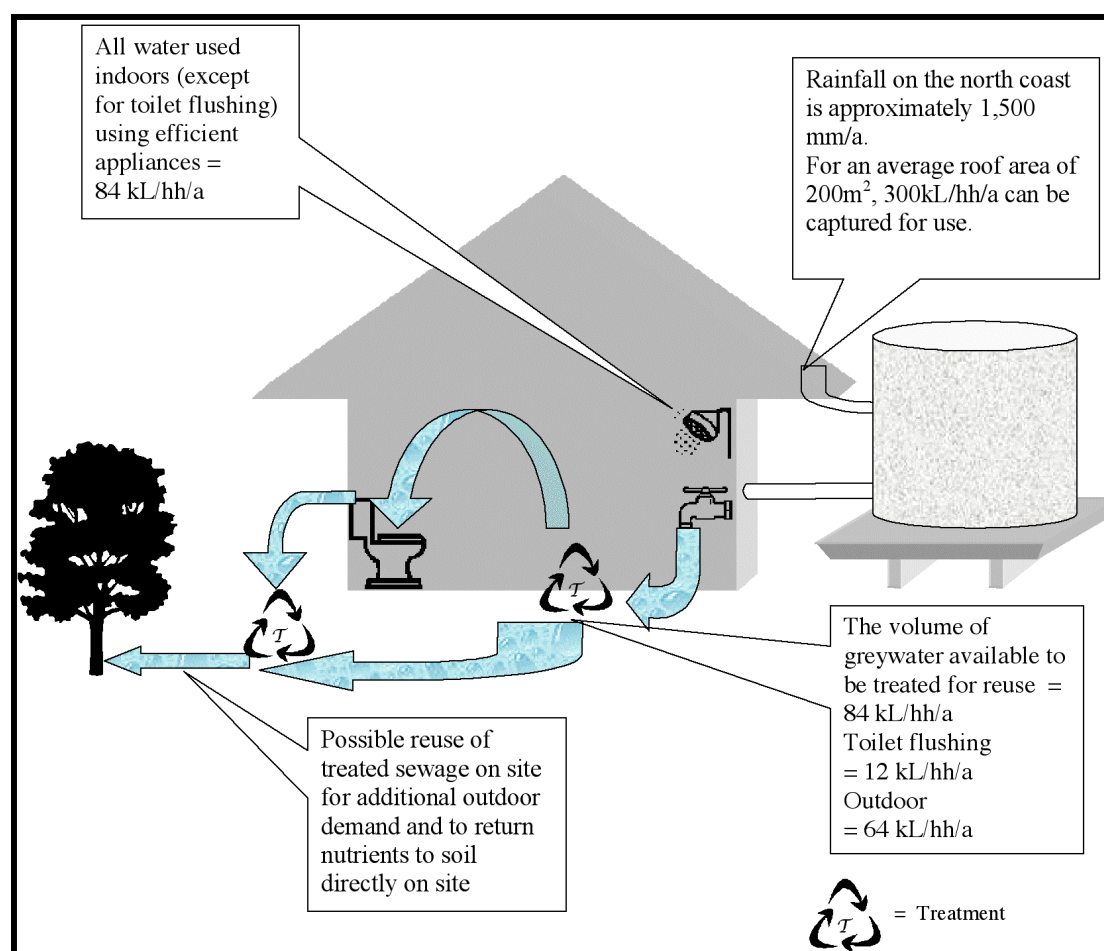 All water used
indoors (except
for toilet flushing)
using efficient
appliances =
84 kL/hh/a
Rainfall on the north coast
is approximately 1,500
mm/a.
For an average roof area of
200m², 300kL/hh/a can be
captured for use.
T
T
The volume of
greywater available to
be treated for reuse =
84 kL/hh/a
Toilet flushing
= 12 kL/hh/a
Outdoor
= 64 kL/hh/a
Possible reuse of
treated sewage on site
for additional outdoor
demand and to return
nutrients to soil
directly on site
T = Treatment